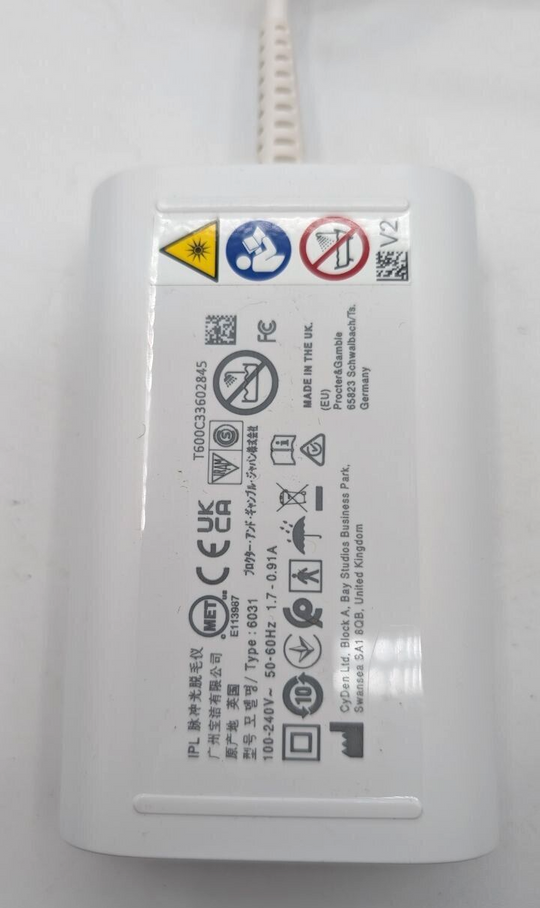 V2
IPL 脉冲光脱毛仪
广州宝洁有限公司
原产地 英国
型号 모델명/ Type : 6031
100-240V~ 50-60Hz 1.7-0.91A
MET
US
E113987
CE
UK
CA
プロクター・アンド・ギャンブル・ジャパン株式会社
T600C33602845
FC
10
MADE IN THE UK.
(EU)
Procter&Gamble
65823 Schwalbach/Ts.
Germany
CyDen Ltd, Block A, Bay Studios Business Park,
Swansea SA1 8QB, United Kingdom